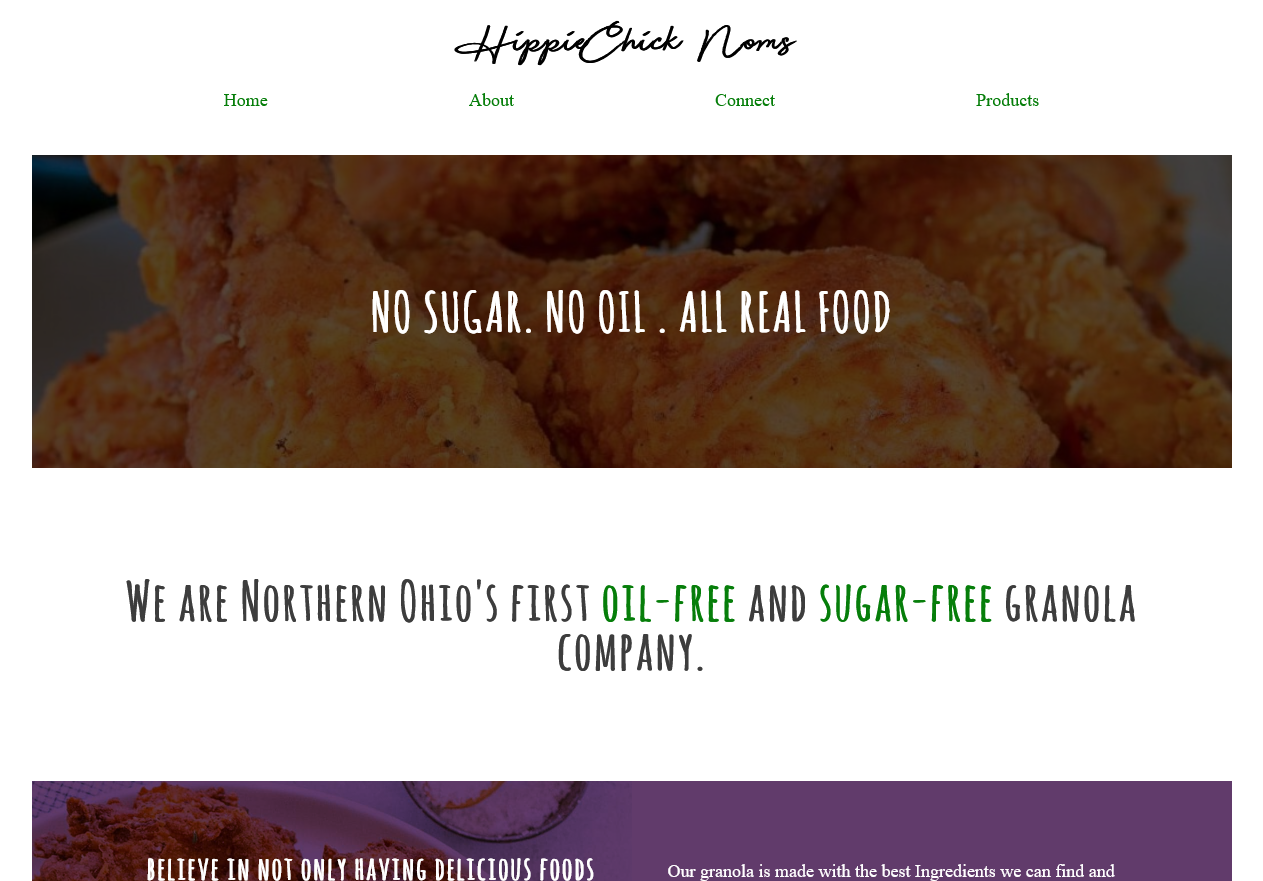 HippieChick Noms
Home About Connect Products
NO SUGAR. NO OIL . ALL REAL FOOD
We are Northern Ohio's first oil-free and sugar-free granola
company.
Believe in not only having delicious foods
Our granola is made with the best Ingredients we can find and